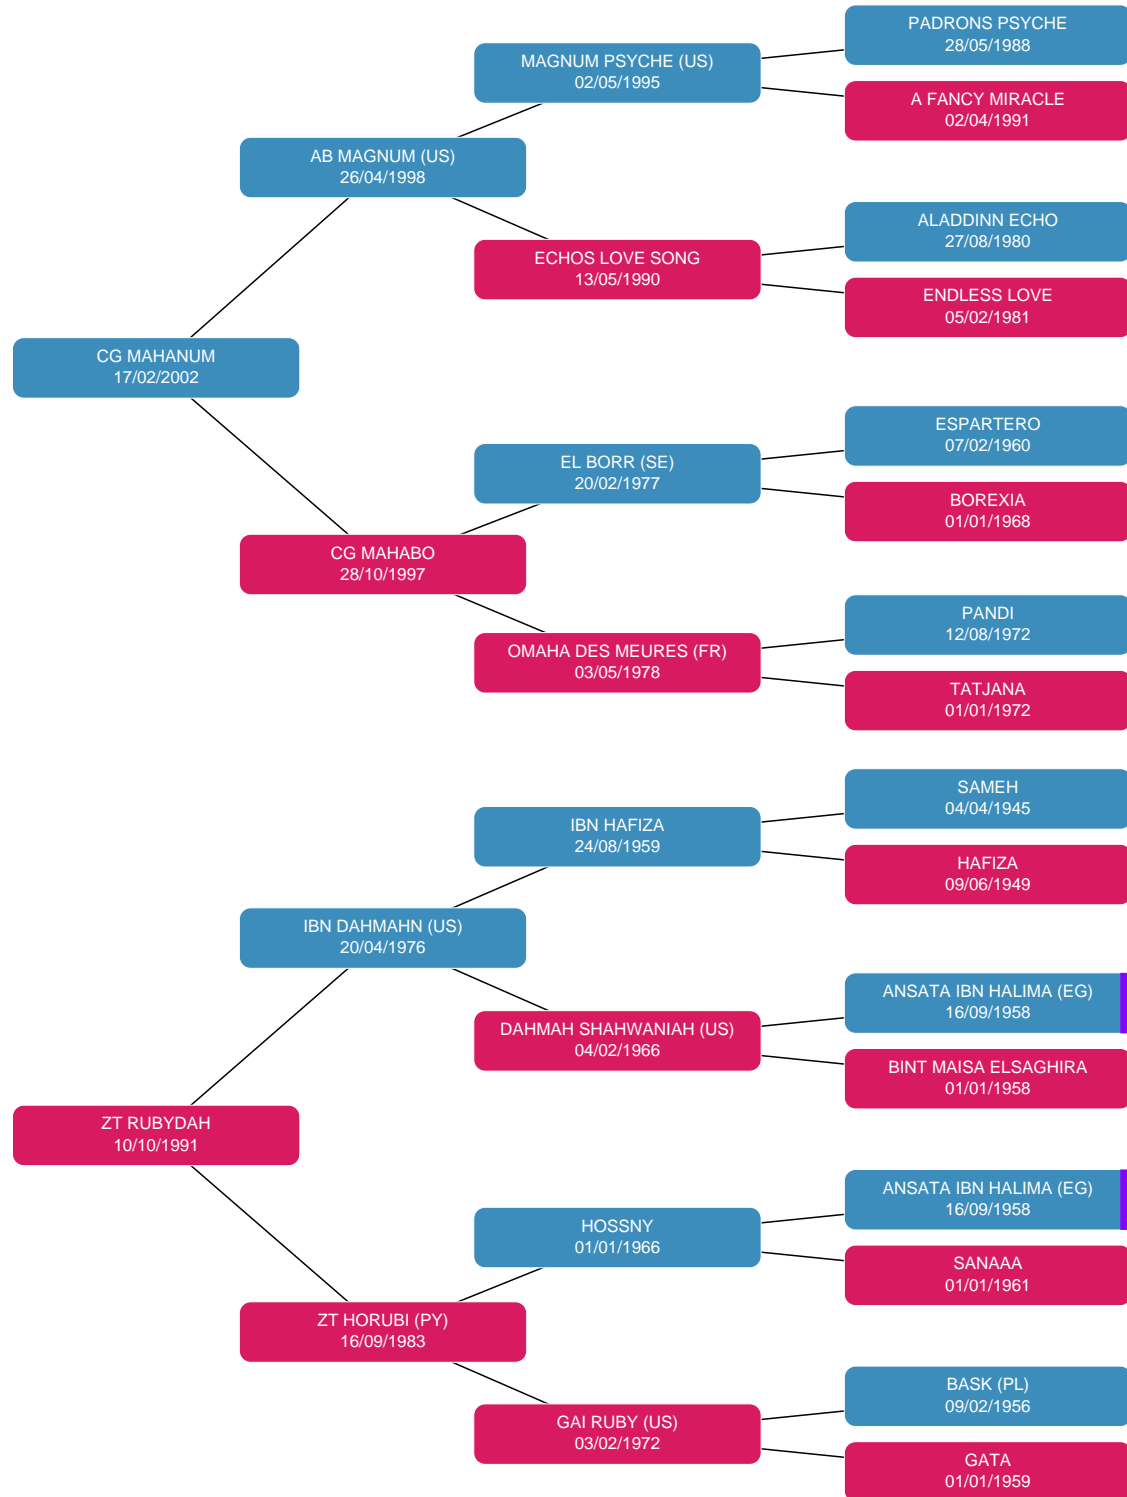 PADRONS PSYCHE
28/05/1988
MAGNUM PSYCHE (US)
02/05/1995
A FANCY MIRACLE
02/04/1991
AB MAGNUM (US)
26/04/1998
ALADDINN ECHO
27/08/1980
ECHOS LOVE SONG
13/05/1990
ENDLESS LOVE
05/02/1981
CG MAHANUM
17/02/2002
ESPARTERO
07/02/1960
EL BORR (SE)
20/02/1977
BOREXIA
01/01/1968
CG MAHABO
28/10/1997
PANDI
12/08/1972
OMAHA DES MEURES (FR)
03/05/1978
TATJANA
01/01/1972
SAMEH
04/04/1945
IBN HAFIZA
24/08/1959
HAFIZA
09/06/1949
IBN DAHMAHN (US)
20/04/1976
ANSATA IBN HALIMA (EG)
16/09/1958
DAHMAH SHAHWANIAH (US)
04/02/1966
BINT MAISA ELSAGHIRA
01/01/1958
ZT RUBYDAH
10/10/1991
ANSATA IBN HALIMA (EG)
16/09/1958
HOSSNY
01/01/1966
SANAAA
01/01/1961
ZT HORUBI (PY)
16/09/1983
BASK (PL)
09/02/1956
GAI RUBY (US)
03/02/1972
GATA
01/01/1959